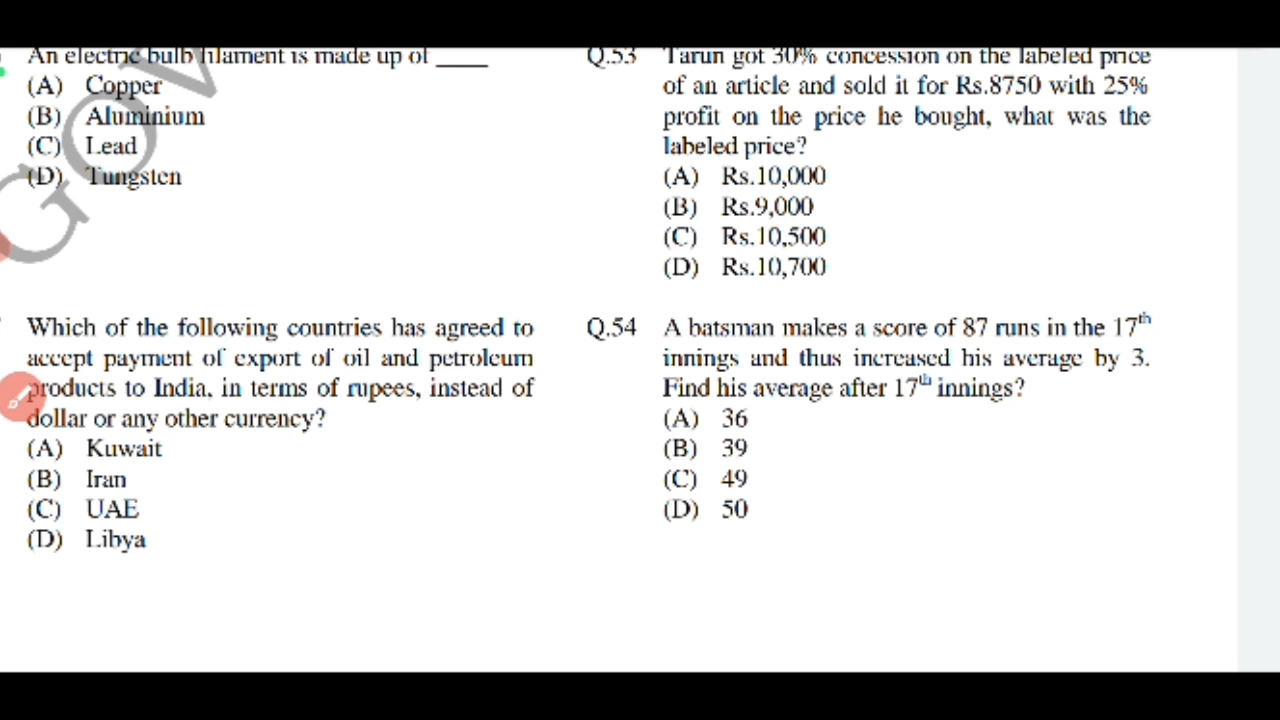 An electric bulb filament is made up of ____
(A) Copper
(B) Aluminium
(C) Lead
(D) Tungsten
Which of the following countries has agreed to
accept payment of export of oil and petroleum
products to India, in terms of rupees, instead of
dollar or any other currency?
(A) Kuwait
(B) Iran
(C) UAE
(D) Libya
Q.53 Tarun got 30% concession on the labeled price
of an article and sold it for Rs.8750 with 25%
profit on the price he bought, what was the
labeled price?
(A) Rs.10,000
(B) Rs.9,000
(C) Rs.10,500
(D) Rs.10,700
Q.54 A batsman makes a score of 87 runs in the 17th
innings and thus increased his average by 3.
Find his average after 17th innings?
(A) 36
(B) 39
(C) 49
(D) 50
GOV